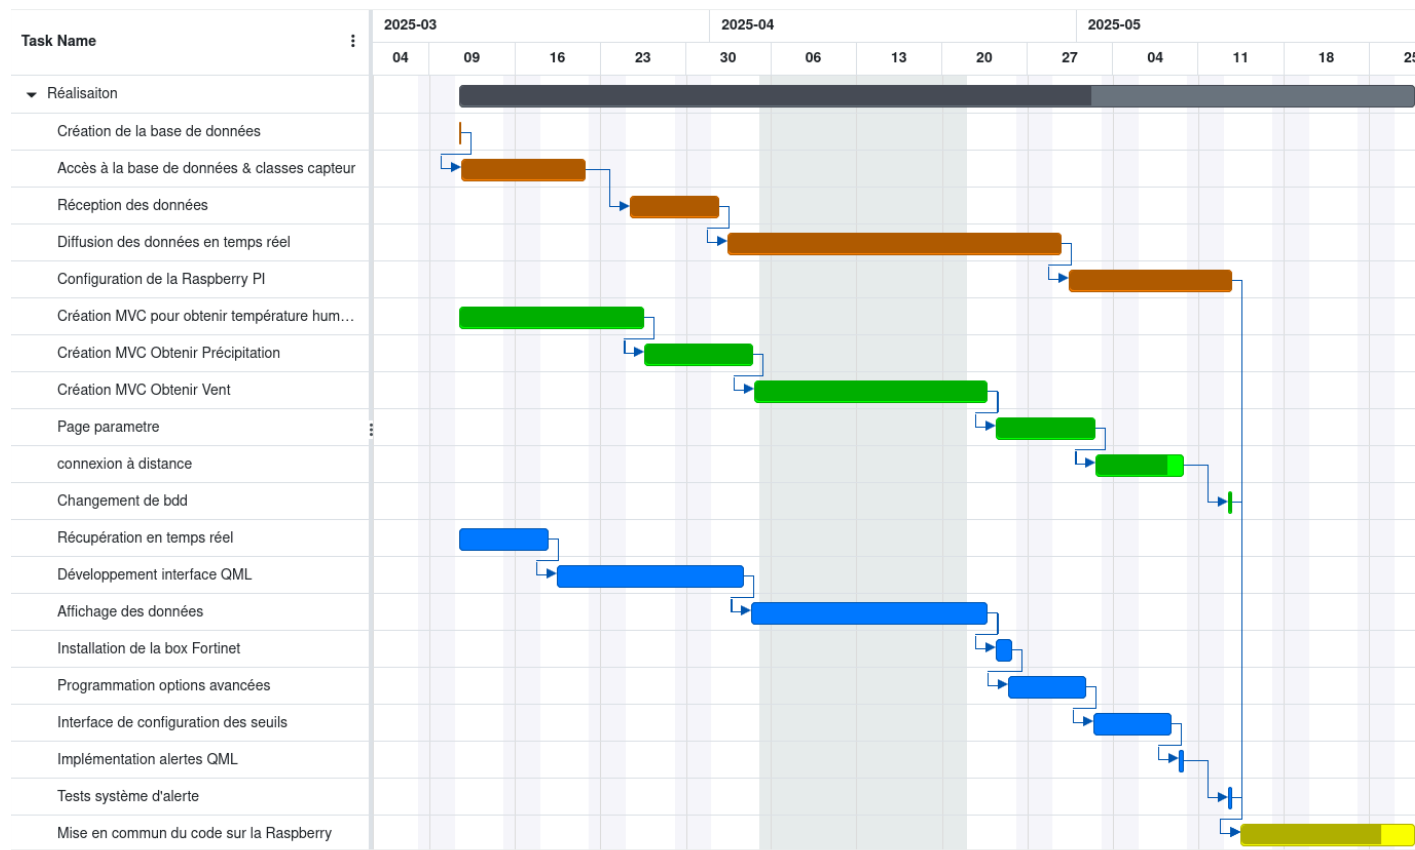 2025-03 2025-04 2025-05
Task Name
04 09 16 23 30 06 13 20 27 04 11 18 25
Réalisaiton
Création de la base de données
Accès à la base de données & classes capteur
Réception des données
Diffusion des données en temps réel
Configuration de la Raspberry PI
Création MVC pour obtenir température hum…
Création MVC Obtenir Précipitation
Création MVC Obtenir Vent
Page parametre
connexion à distance
Changement de bdd
Récupération en temps réel
Développement interface QML
Affichage des données
Installation de la box Fortinet
Programmation options avancées
Interface de configuration des seuils
Implémentation alertes QML
Tests système d'alerte
Mise en commun du code sur la Raspberry